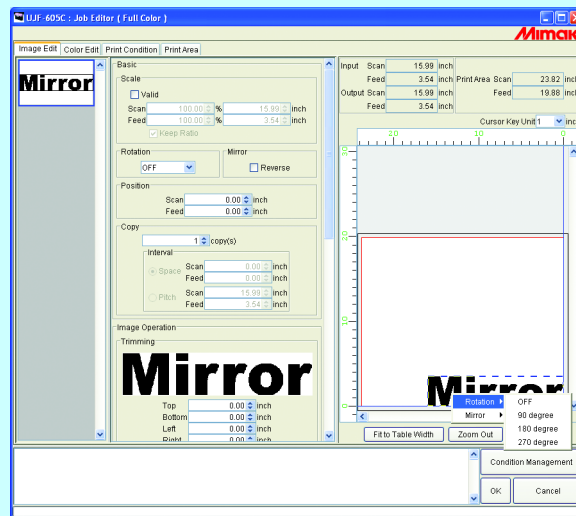 UJF-605C : Job Editor ( Full Color )
Mimaki
Image Edit Color Edit Print Condition Print Area
Mirror
Basic
Scale
Valid
Scan 100.00 % 15.99 inch
Feed 100.00 % 3.54 inch
Keep Ratio
Rotation
OFF
Mirror
Reverse
Position
Scan 0.00 inch
Feed 0.00 inch
Copy
1 copy(s)
Interval
Space
Scan 0.00 inch
Feed 0.00 inch
Pitch
Scan 15.99 inch
Feed 3.54 inch
Image Operation
Trimming
Mirror
Top 0.00 inch
Bottom 0.00 inch
Left 0.00 inch
Right 0.00 inch
Input Scan 15.99 inch
Feed 3.54 inch
Output Scan 15.99 inch
Feed 3.54 inch
Print Area Scan 23.82 inch
Feed 19.88 inch
Cursor Key Unit 1 inc
20 10 0
30
20
10
0
Mirror
Rotation
Mirror
OFF
90 degree
180 degree
270 degree
Fit to Table Width Zoom Out
Condition Management
OK Cancel